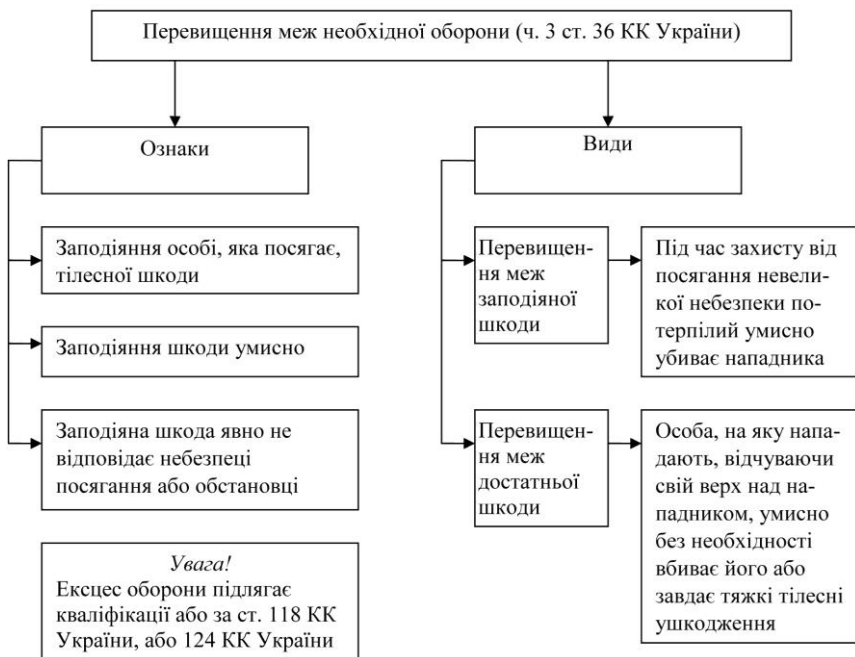 Перевищення меж необхідної оборони (ч. 3 ст. 36 КК України)
Ознаки
Заподіяння особі, яка посягає,
тілесної шкоди
Заподіяння шкоди умисно
Заподіяна шкода явно не
відповідає небезпеці
посягання або обстановці
Увага!
Ексцес оборони підлягає
кваліфікації або за ст. 118 КК
України, або 124 КК України
Види
Перевищен-
ня меж
заподіяної
шкоди
Під час захисту від
посягання невели-
кої небезпеки по-
терпілий умисно
убиває нападника
Перевищен-
ня меж
достатньої
шкоди
Особа, на яку напа-
дають, відчуваючи
свій верх над на-
падником, умисно
без необхідності
вбиває його або
завдає тяжкі тілесні
ушкодження